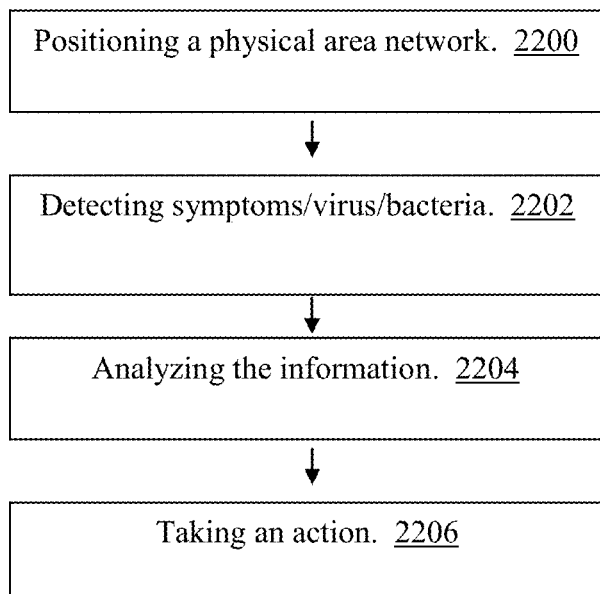 Positioning a physical area network. 2200
Detecting symptoms/virus/bacteria. 2202
Analyzing the information. 2204
Taking an action. 2206